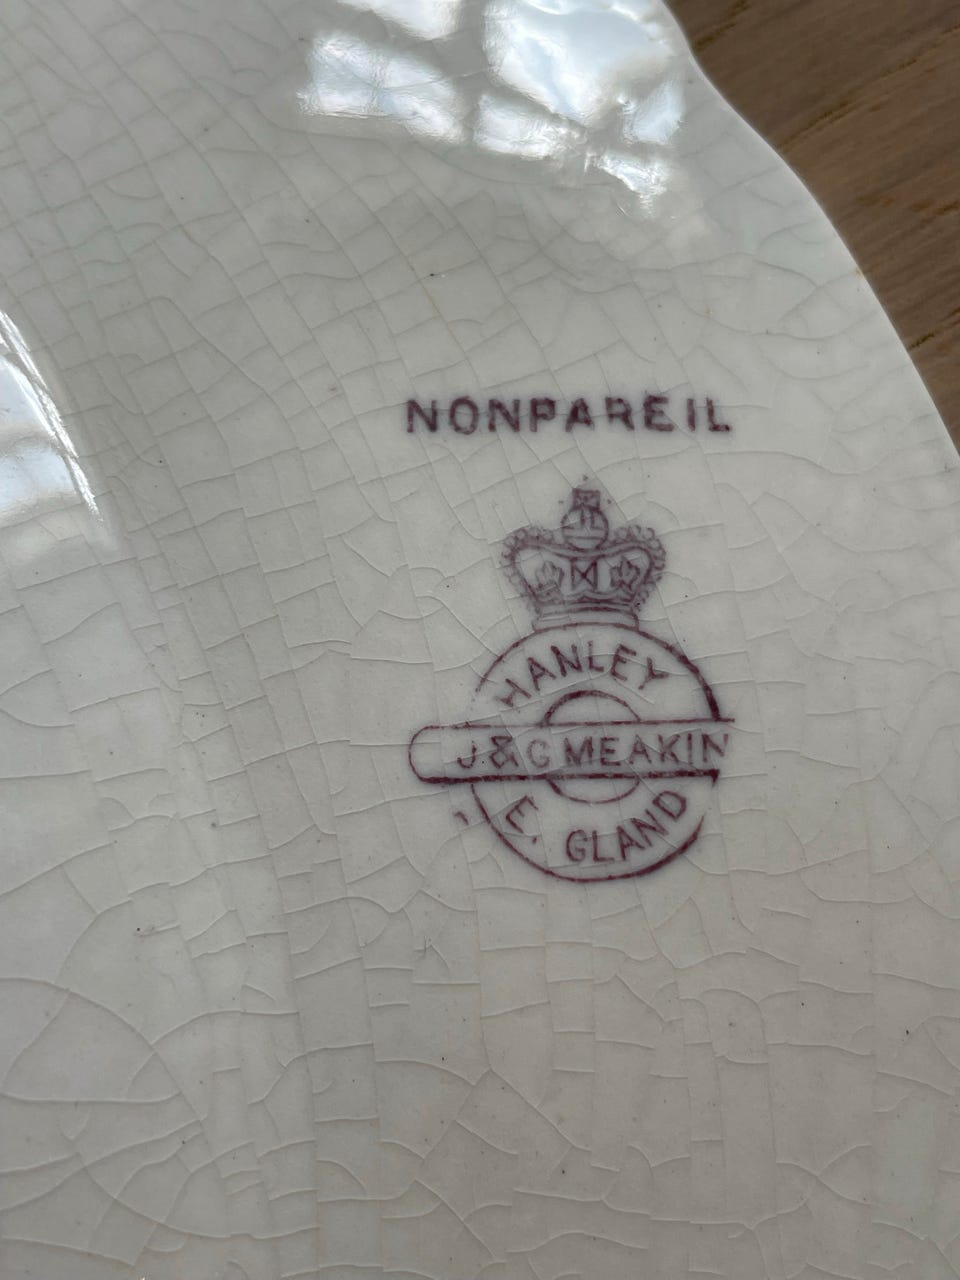 NONPAREIL
HANLEY
J & G MEAKIN
E. GLAND